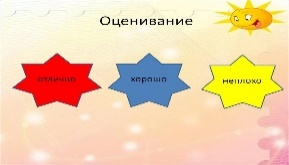 Оценивание
отлично
хорошо
неплохо